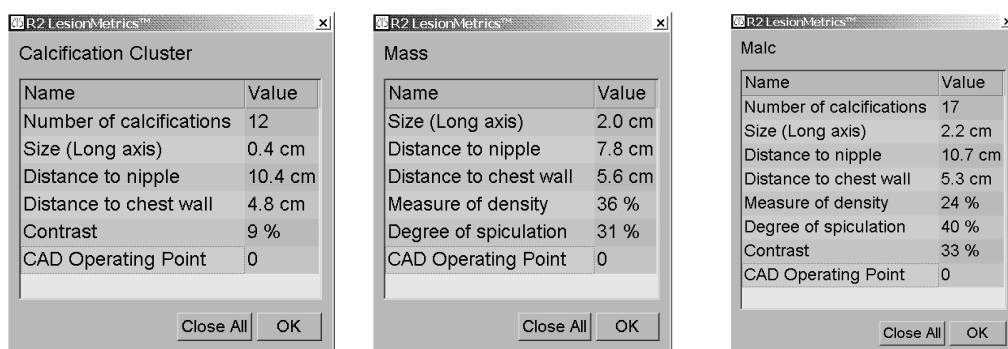 R2 LesionMetrics™
Calcification Cluster
Name Value
Number of calcifications 12
Size (Long axis) 0.4 cm
Distance to nipple 10.4 cm
Distance to chest wall 4.8 cm
Contrast 9 %
CAD Operating Point 0
Close All OK
R2 LesionMetrics™
Mass
Name Value
Size (Long axis) 2.0 cm
Distance to nipple 7.8 cm
Distance to chest wall 5.6 cm
Measure of density 36 %
Degree of spiculation 31 %
CAD Operating Point 0
Close All OK
R2 LesionMetrics™
Malc
Name Value
Number of calcifications 17
Size (Long axis) 2.2 cm
Distance to nipple 10.7 cm
Distance to chest wall 5.3 cm
Measure of density 24 %
Degree of spiculation 40 %
Contrast 33 %
CAD Operating Point 0
Close All OK